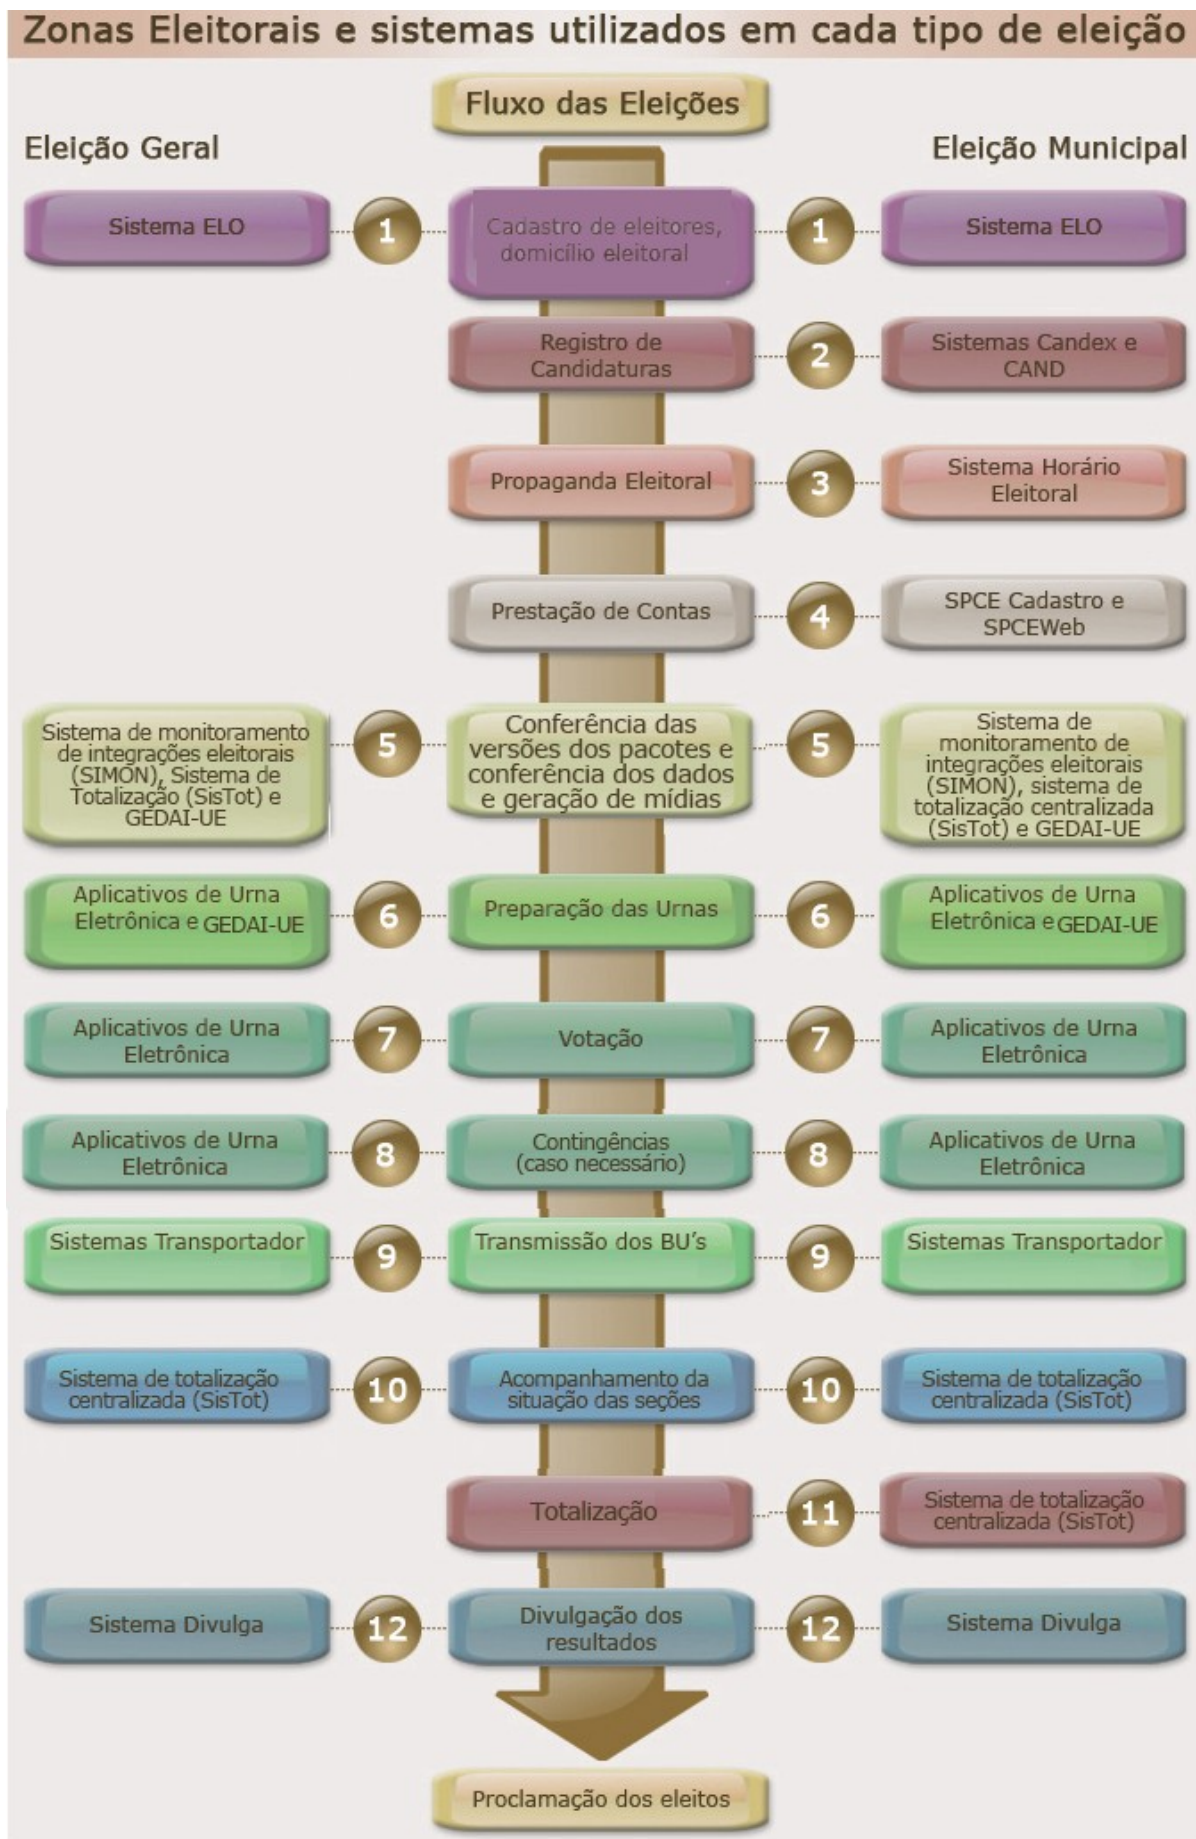 Zonas Eleitorais e sistemas utilizados em cada tipo de eleição
Fluxo das Eleições
Eleição Geral
Eleição Municipal
Sistema ELO
1
Cadastro de eleitores,
domicílio eleitoral
1
Sistema ELO
Registro de
Candidaturas
2
Sistemas Candex e
CAND
Propaganda Eleitoral
3
Sistema Horário
Eleitoral
Prestação de Contas
4
SPCE Cadastro e
SPCEWeb
Sistema de monitoramento
de integrações eleitorais
(SIMON), Sistema de
Totalização (SisTot) e
GEDAI-UE
5
Conferência das
versões dos pacotes e
conferência dos dados
e geração de mídias
5
Sistema de
monitoramento de
integrações eleitorais
(SIMON), sistema de
totalização centralizada
(SisTot) e GEDAI-UE
Aplicativos de Urna
Eletrônica e GEDAI-UE
6
Preparação das Urnas
6
Aplicativos de Urna
Eletrônica e GEDAI-UE
Aplicativos de Urna
Eletrônica
7
Votação
7
Aplicativos de Urna
Eletrônica
Aplicativos de Urna
Eletrônica
8
Contingências
(caso necessário)
8
Aplicativos de Urna
Eletrônica
Sistemas Transportador
9
Transmissão dos BU's
9
Sistemas Transportador
Sistema de totalização
centralizada (SisTot)
10
Acompanhamento da
situação das seções
10
Sistema de totalização
centralizada (SisTot)
Totalização
11
Sistema de totalização
centralizada (SisTot)
Sistema Divulga
12
Divulgação dos
resultados
12
Sistema Divulga
Proclamação dos eleitos